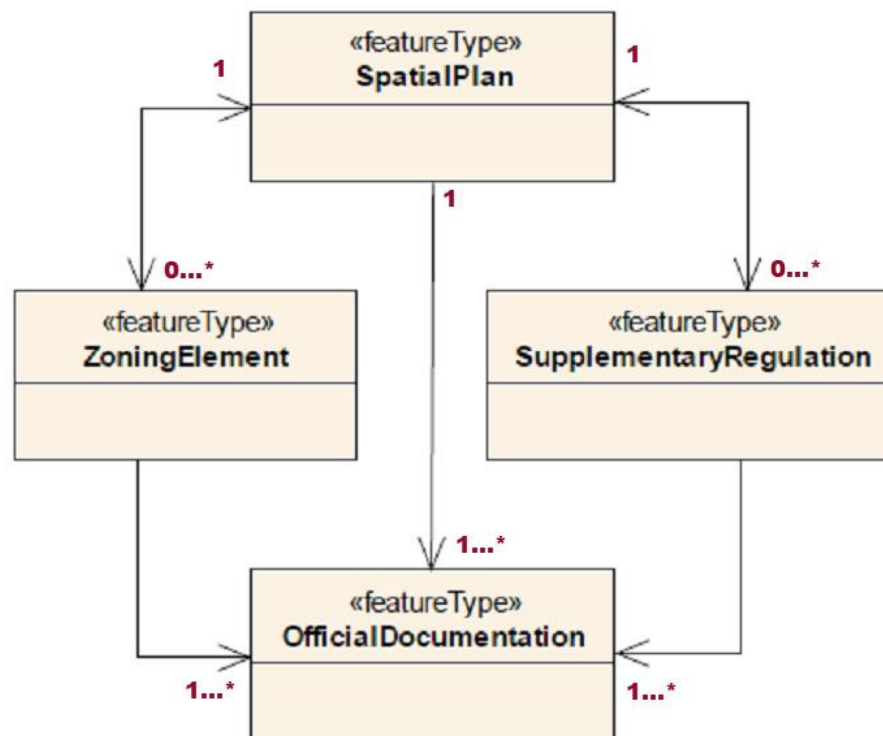 «featureType»
SpatialPlan
1
1
1
0...*
0...*
«featureType»
ZoningElement
«featureType»
SupplementaryRegulation
1...*
«featureType»
OfficialDocumentation
1...*
1...*